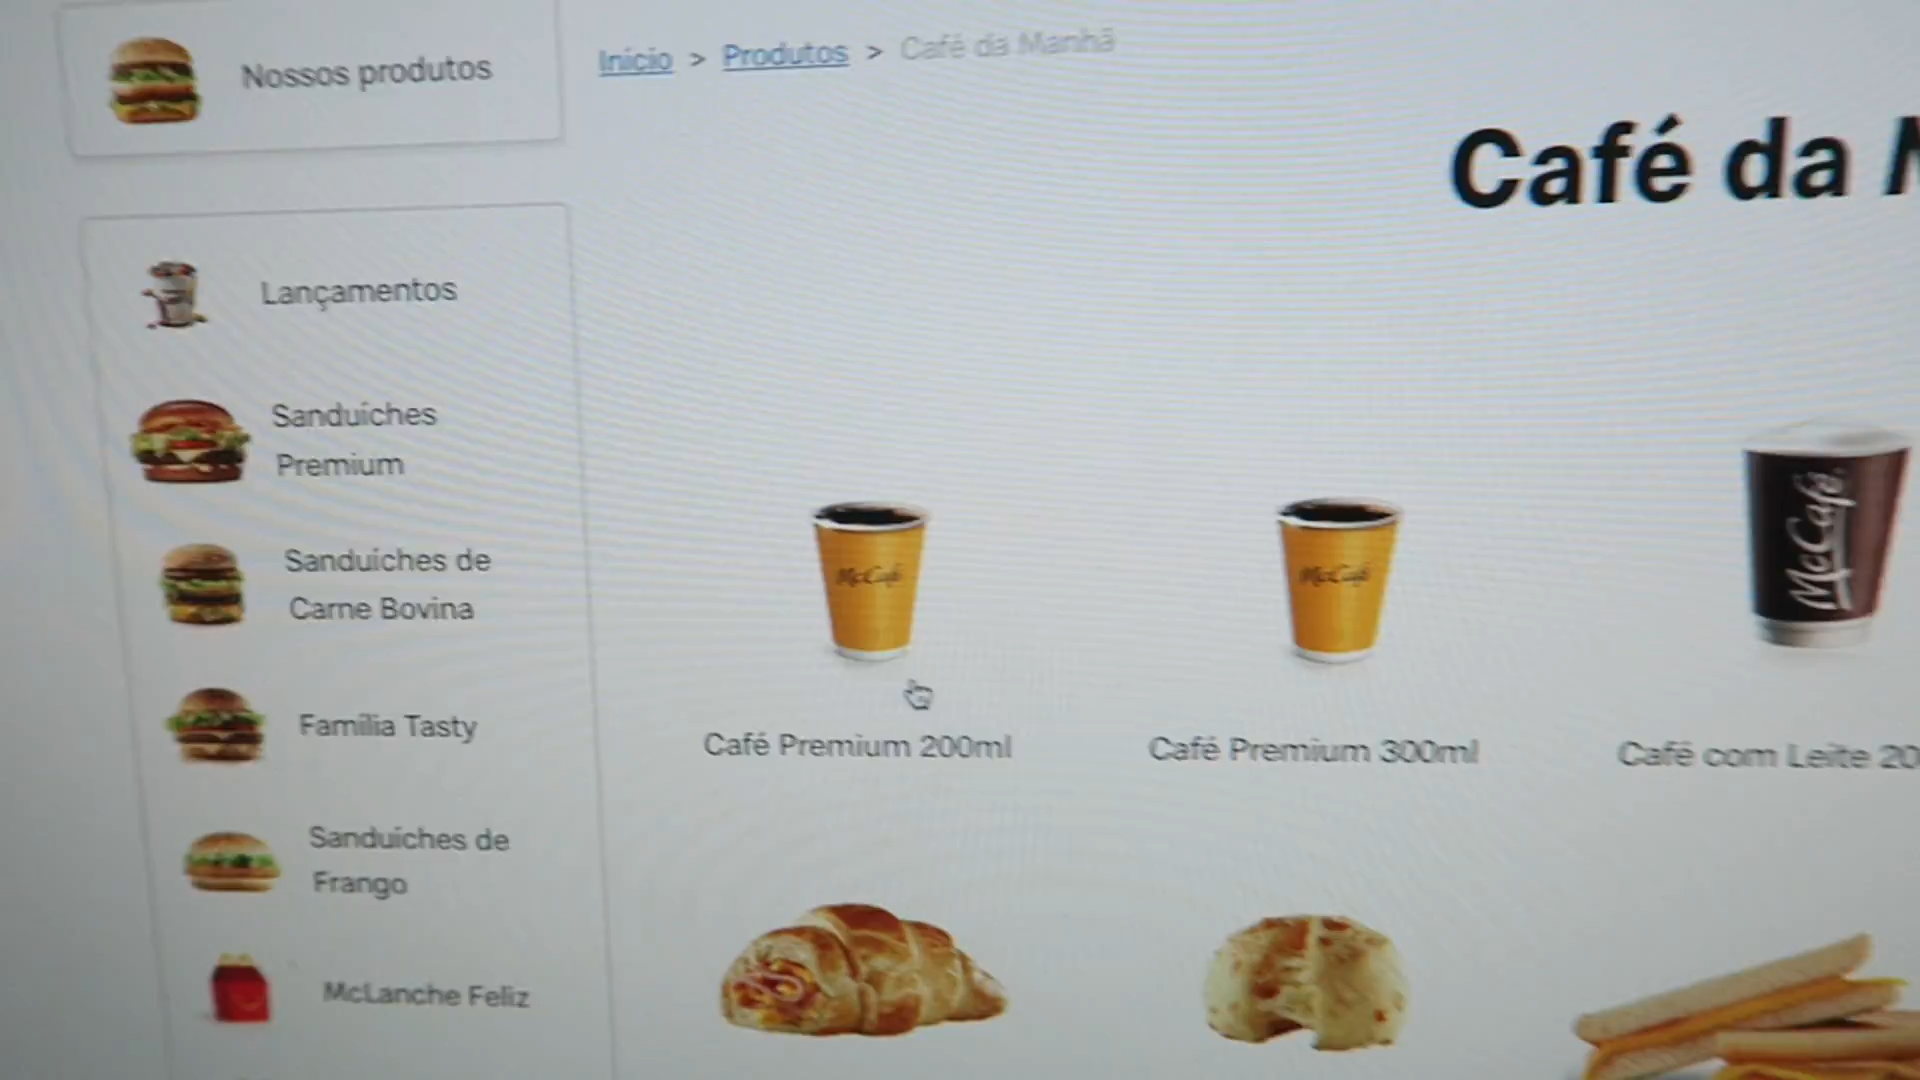 Nossos produtos
Início > Produtos > Café da Manhã
Café da
Lançamentos
Sanduíches
Premium
Sanduíches de
Carne Bovina
Família Tasty
Sanduíches de
Frango
McLanche Feliz
McCafé
McCafé
McCafé
Café Premium 200ml
Café Premium 300ml
Café com Leite 20